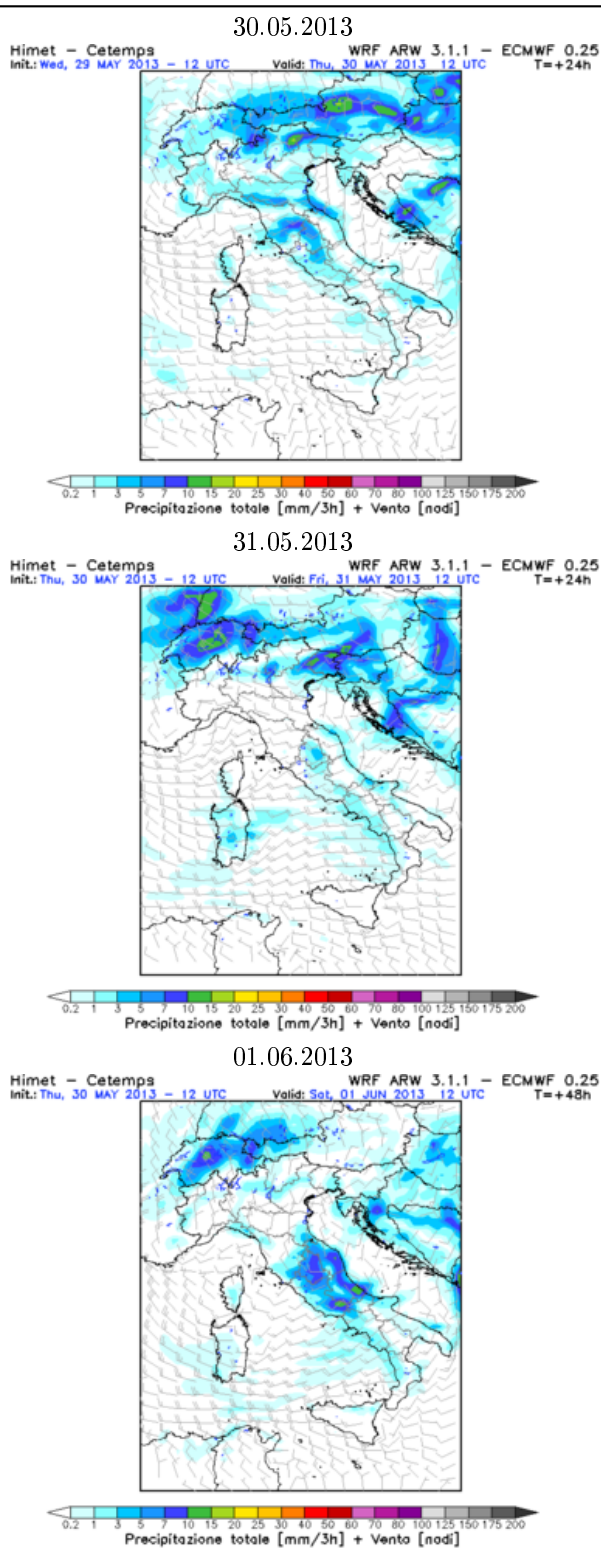 30.05.2013
Himet - Cetemps WRF ARW 3.1.1 - ECMWF 0.25
Init.: Wed, 29 MAY 2013 - 12 UTC Valid: Thu, 30 MAY 2013 12 UTC T=+24h
0.2 1 3 5 7 10 15 20 25 30 40 50 60 70 80 100 125 150 175 200
Precipitazione totale [mm/3h] + Vento [nodi]
31.05.2013
Himet - Cetemps WRF ARW 3.1.1 - ECMWF 0.25
Init.: Thu, 30 MAY 2013 - 12 UTC Valid: Fri, 31 MAY 2013 12 UTC T=+24h
0.2 1 3 5 7 10 15 20 25 30 40 50 60 70 80 100 125 150 175 200
Precipitazione totale [mm/3h] + Vento [nodi]
01.06.2013
Himet - Cetemps WRF ARW 3.1.1 - ECMWF 0.25
Init.: Thu, 30 MAY 2013 - 12 UTC Valid: Sat, 01 JUN 2013 12 UTC T=+48h
0.2 1 3 5 7 10 15 20 25 30 40 50 60 70 80 100 125 150 175 200
Precipitazione totale [mm/3h] + Vento [nodi]